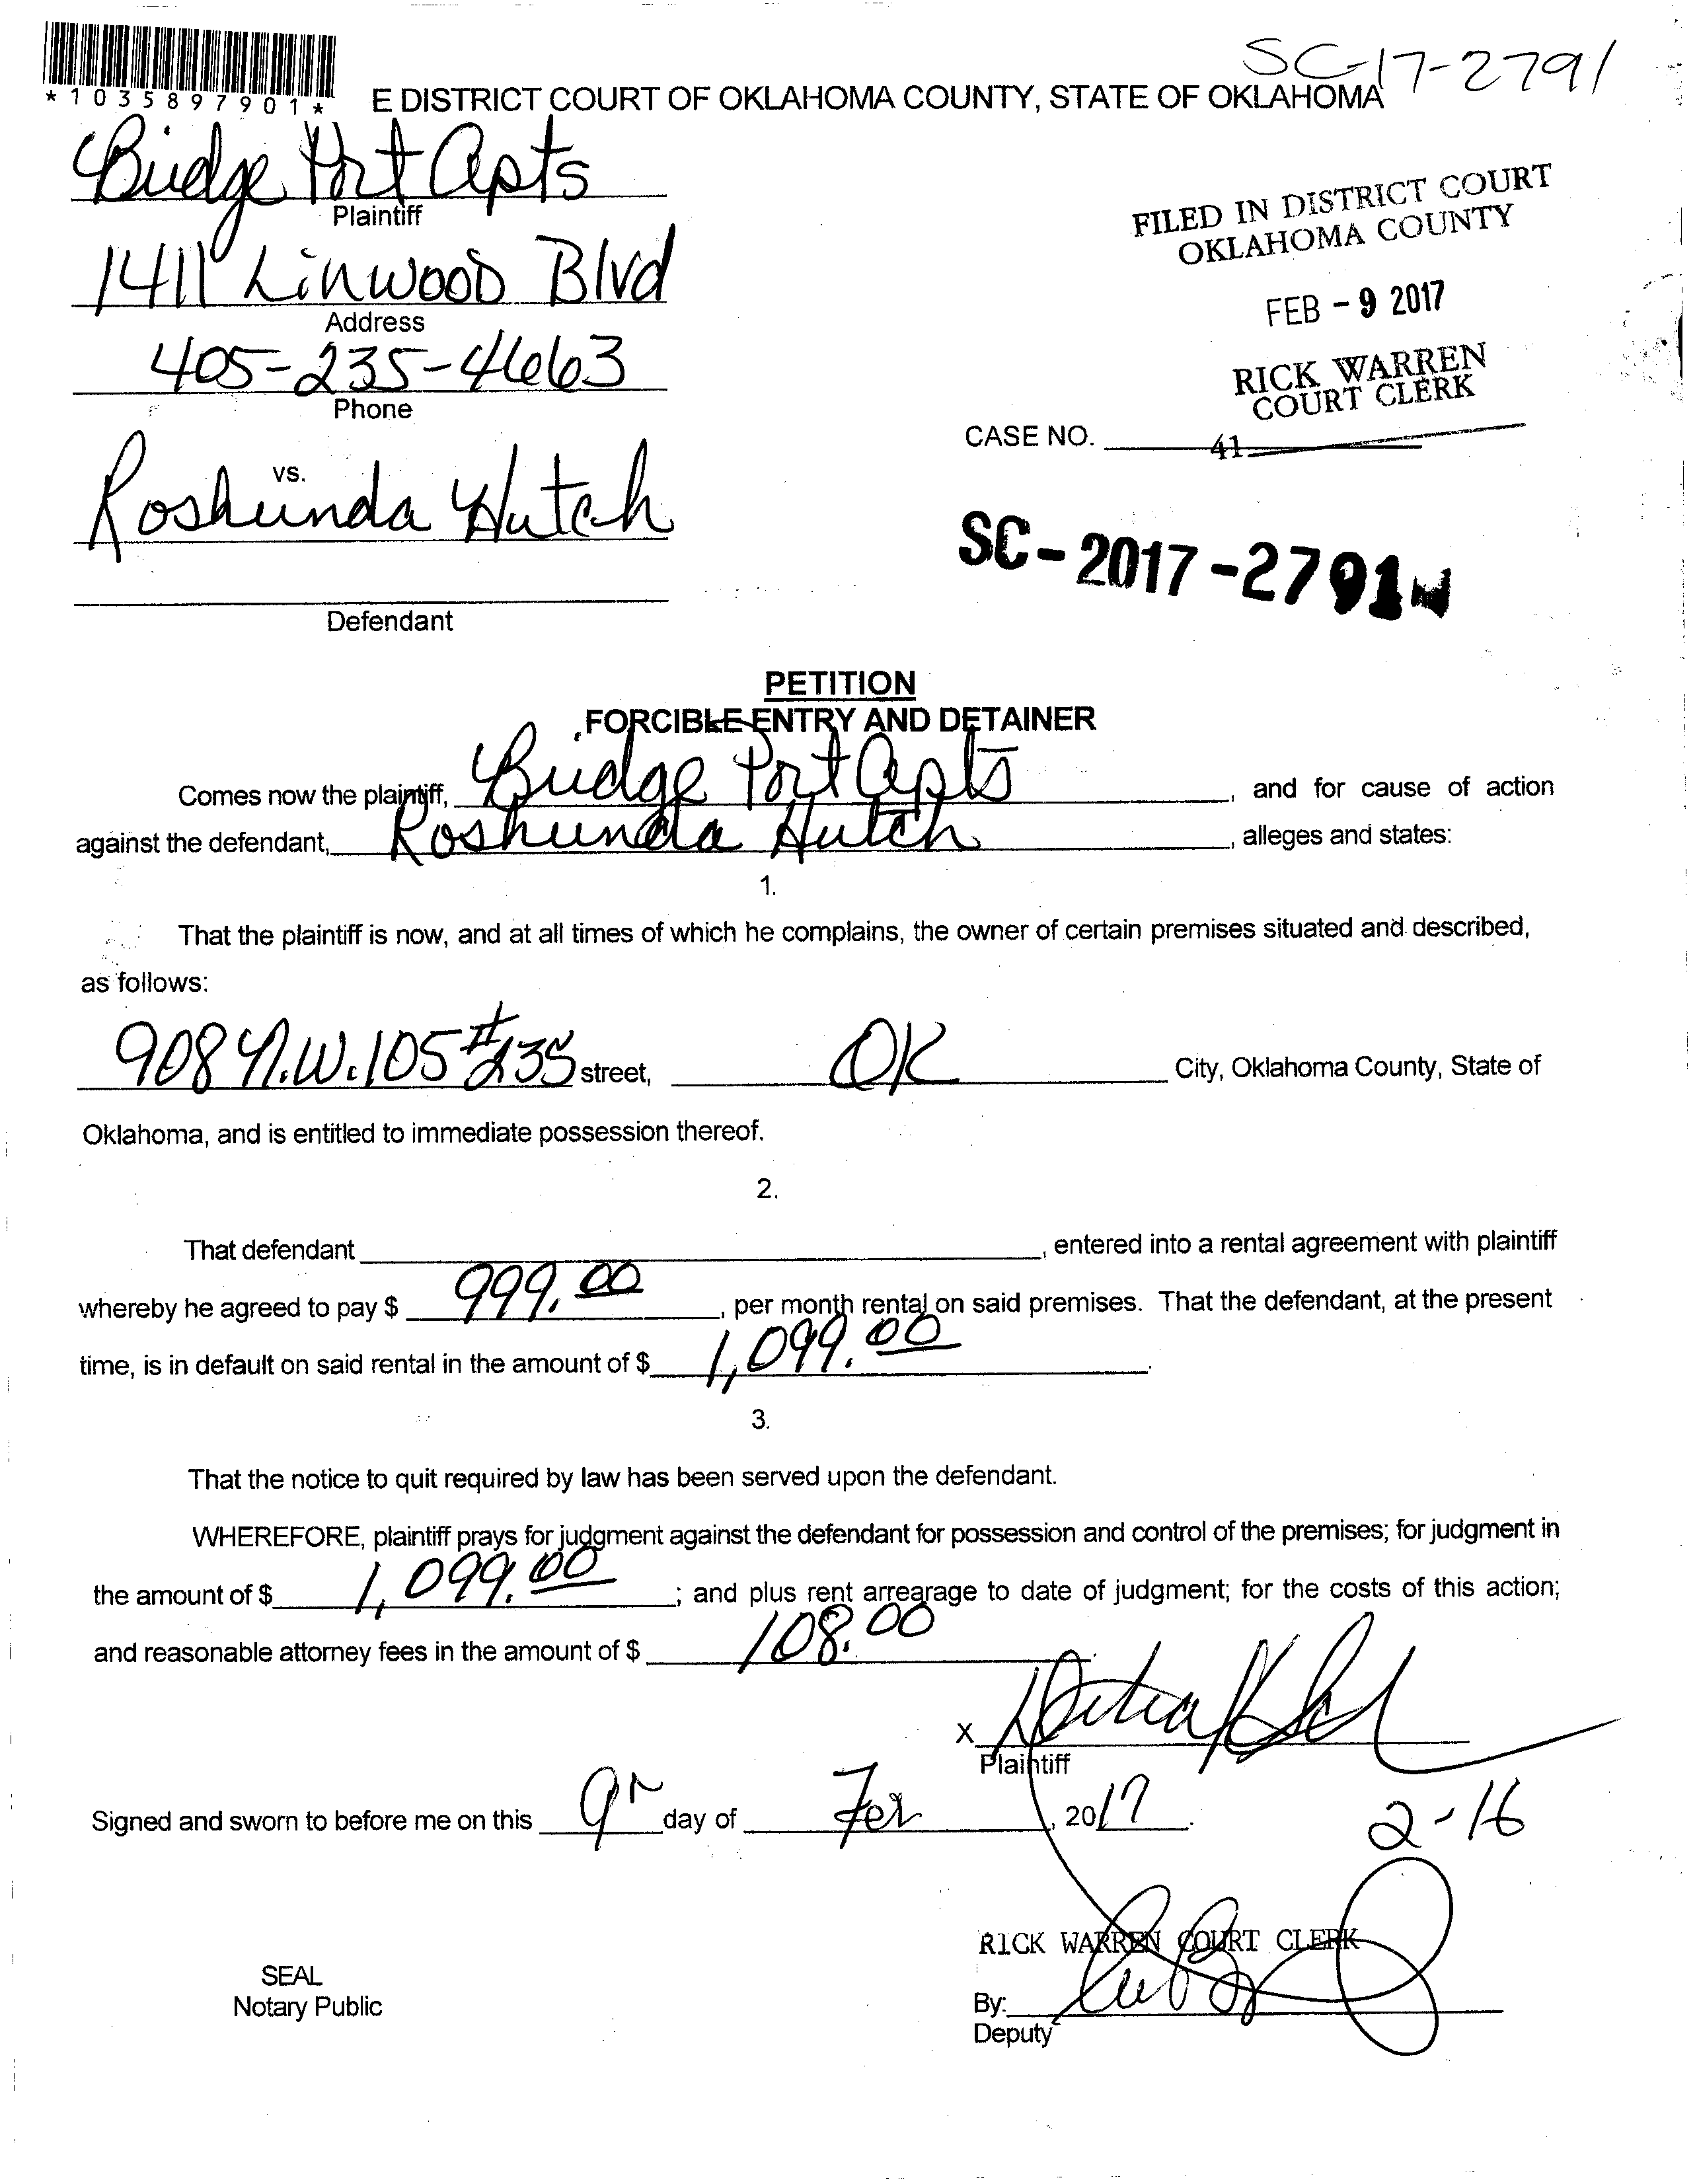 SC-17-2791
*1035897901*
E DISTRICT COURT OF OKLAHOMA COUNTY, STATE OF OKLAHOMA
Bridge Port Apts
Plaintiff
1411 Linwood Blvd
Address
405-235-4663
Phone
vs.
Roshunda Hutch
Defendant
FILED IN DISTRICT COURT
OKLAHOMA COUNTY
FEB - 9 2017
RICK WARREN
COURT CLERK
CASE NO. 41
SC-2017-2791
PETITION
FORCIBLE ENTRY AND DETAINER
Comes now the plaintiff, Bridge Port Apts, and for cause of action
against the defendant, Roshunda Hutch, alleges and states:
1.
That the plaintiff is now, and at all times of which he complains, the owner of certain premises situated and described,
as follows:
908 N.W. 105 #235 street, OK City, Oklahoma County, State of
Oklahoma, and is entitled to immediate possession thereof.
2.
That defendant, entered into a rental agreement with plaintiff
whereby he agreed to pay $ 999.00, per month rental on said premises. That the defendant, at the present
time, is in default on said rental in the amount of $ 1,099.00.
3.
That the notice to quit required by law has been served upon the defendant.
WHEREFORE, plaintiff prays for judgment against the defendant for possession and control of the premises; for judgment in
the amount of $ 1,099.00; and plus rent arrearage to date of judgment; for the costs of this action;
and reasonable attorney fees in the amount of $ 108.00.
X
Plaintiff
Signed and sworn to before me on this 9 day of Feb, 2017.
2-16
RICK WARREN COURT CLERK
SEAL
Notary Public
By:
Deputy